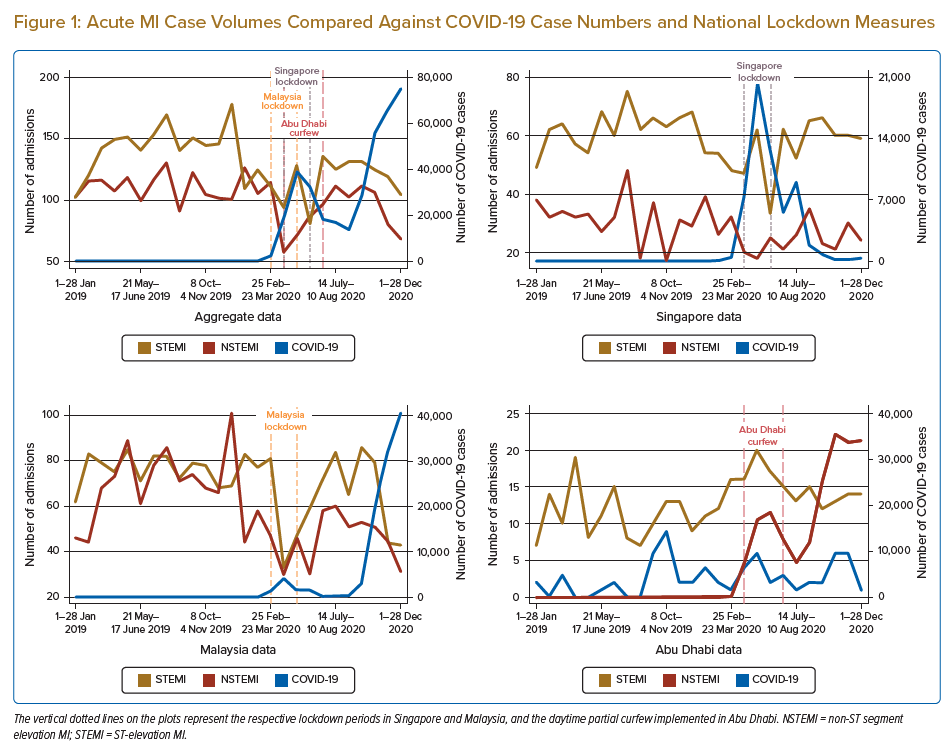 Figure 1: Acute MI Case Volumes Compared Against COVID-19 Case Numbers and National Lockdown Measures
Number of admissions
200
150
100
50
Singapore
lockdown
Malaysia
lockdown
Abu Dhabi
curfew
80,000
60,000
40,000
20,000
0
Number of COVID-19 cases
1–28 Jan
2019
21 May–
17 June 2019
8 Oct–
4 Nov 2019
25 Feb–
23 Mar 2020
14 July–
10 Aug 2020
1–28 Dec
2020
Aggregate data
STEMI NSTEMI COVID-19
Number of admissions
80
60
40
20
Singapore
lockdown
21,000
14,000
7,000
0
Number of COVID-19 cases
1–28 Jan
2019
21 May–
17 June 2019
8 Oct–
4 Nov 2019
25 Feb–
23 Mar 2020
14 July–
10 Aug 2020
1–28 Dec
2020
Singapore data
STEMI NSTEMI COVID-19
Number of admissions
100
80
60
40
20
Malaysia
lockdown
40,000
30,000
20,000
10,000
0
Number of COVID-19 cases
1–28 Jan
2019
21 May–
17 June 2019
8 Oct–
4 Nov 2019
25 Feb–
23 Mar 2020
14 July–
10 Aug 2020
1–28 Dec
2020
Malaysia data
STEMI NSTEMI COVID-19
Number of admissions
25
20
15
10
5
0
Abu Dhabi
curfew
40,000
30,000
20,000
10,000
0
Number of COVID-19 cases
1–28 Jan
2019
21 May–
17 June 2019
8 Oct–
4 Nov 2019
25 Feb–
23 Mar 2020
14 July–
10 Aug 2020
1–28 Dec
2020
Abu Dhabi data
STEMI NSTEMI COVID-19
The vertical dotted lines on the plots represent the respective lockdown periods in Singapore and Malaysia, and the daytime partial curfew implemented in Abu Dhabi. NSTEMI = non-ST segment
elevation MI; STEMI = ST-elevation MI.